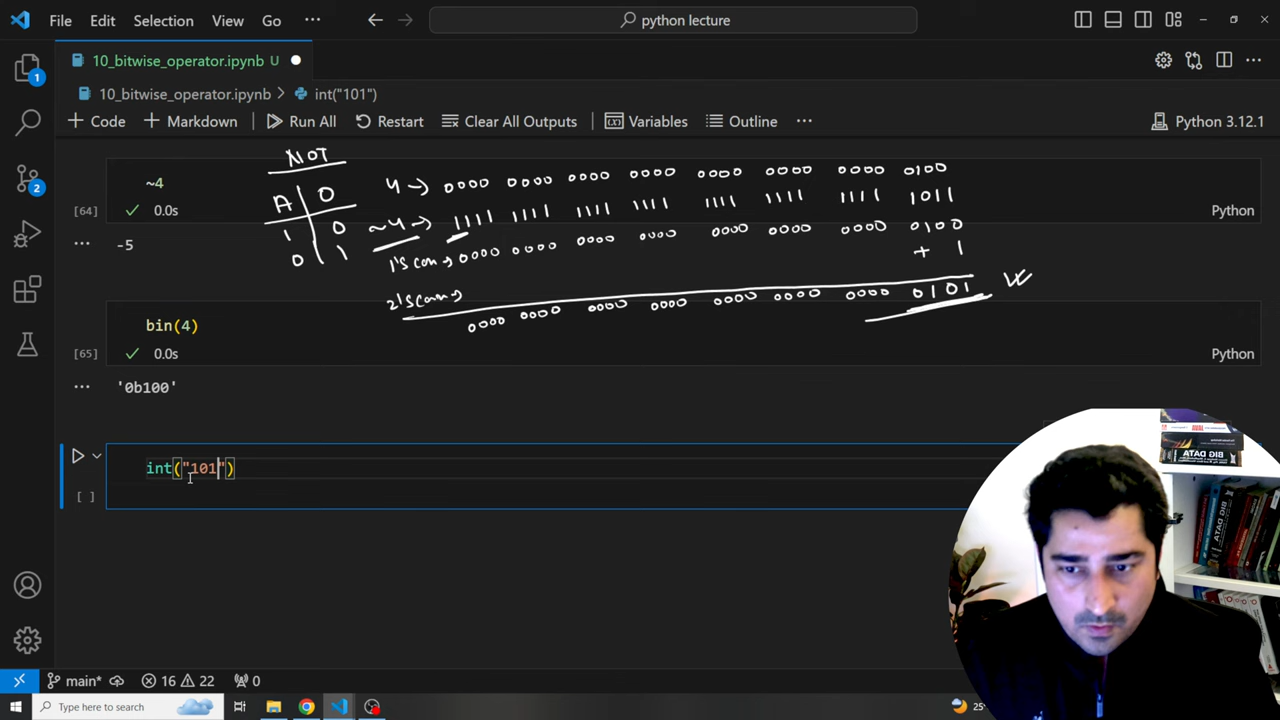 File Edit Selection View Go ··· python lecture
10_bitwise_operator.ipynb U
10_bitwise_operator.ipynb int("101")
Code Markdown Run All Restart Clear All Outputs Variables Outline ··· Python 3.12.1
NOT
A 0
1 0
0 1
4 → 0000 0000 0000 0000 0000 0000 0000 0100
~4 → 1111 1111 1111 1111 1111 1111 1111 1011
1's com → 0000 0000 0000 0000 0000 0000 0000 0100
+ 1
2's com →
0000 0000 0000 0000 0000 0000 0000 0101
~4
[64] 0.0s Python
··· -5
bin(4)
[65] 0.0s Python
··· '0b100'
int("101")
[ ]
BIG DATA
main* 16 22 0
Type here to search 25°